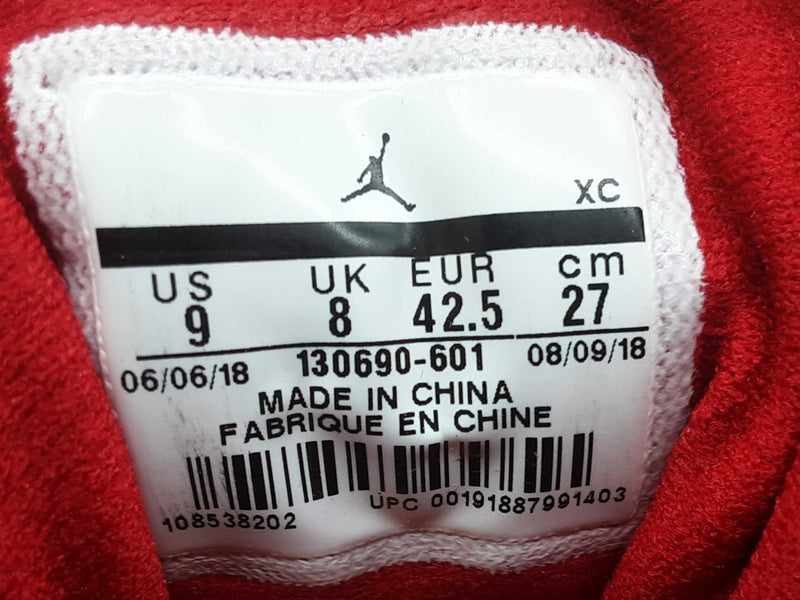 XC
US UK EUR cm
9 8 42.5 27
06/06/18 130690-601 08/09/18
MADE IN CHINA
FABRIQUE EN CHINE
108538202 UPC 00191887991403